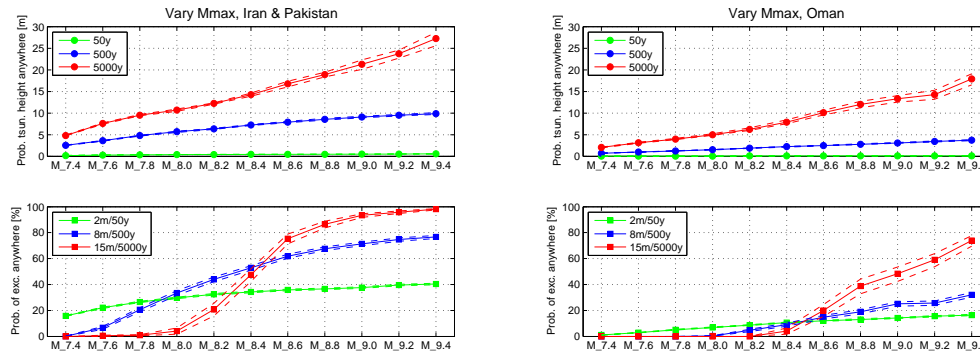 Vary Mmax, Iran & Pakistan
Prob. tsun. height anywhere [m]
30
25
20
15
10
5
0
50y
500y
5000y
M_7.4 M_7.6 M_7.8 M_8.0 M_8.2 M_8.4 M_8.6 M_8.8 M_9.0 M_9.2 M_9.4
Vary Mmax, Oman
Prob. tsun. height anywhere [m]
30
25
20
15
10
5
0
50y
500y
5000y
M_7.4 M_7.6 M_7.8 M_8.0 M_8.2 M_8.4 M_8.6 M_8.8 M_9.0 M_9.2 M_9.
Prob. of exc. anywhere [%]
100
80
60
40
20
0
2m/50y
8m/500y
15m/5000y
M_7.4 M_7.6 M_7.8 M_8.0 M_8.2 M_8.4 M_8.6 M_8.8 M_9.0 M_9.2 M_9.4
Prob. of exc. anywhere [%]
100
80
60
40
20
0
2m/50y
8m/500y
15m/5000y
M_7.4 M_7.6 M_7.8 M_8.0 M_8.2 M_8.4 M_8.6 M_8.8 M_9.0 M_9.2 M_9.